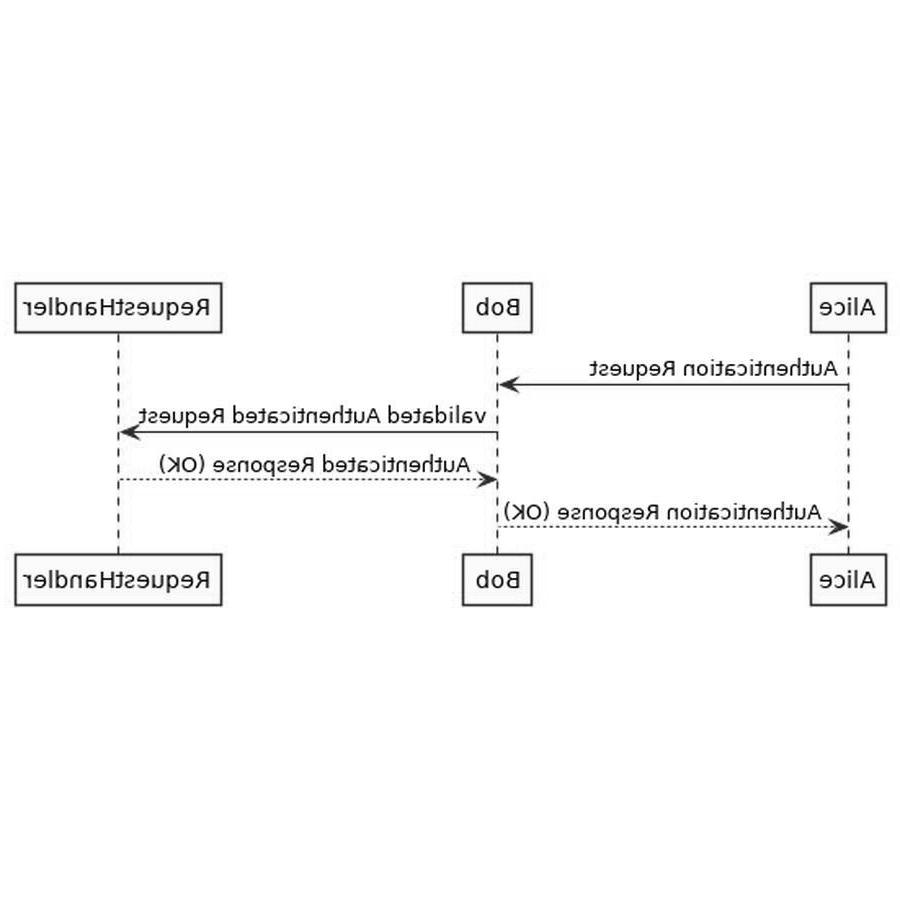 Alice
Bob
RequestHandler
Authentication Request
validated Authenticated Request
Authenticated Response (OK)
Authentication Response (OK)
Alice
Bob
RequestHandler